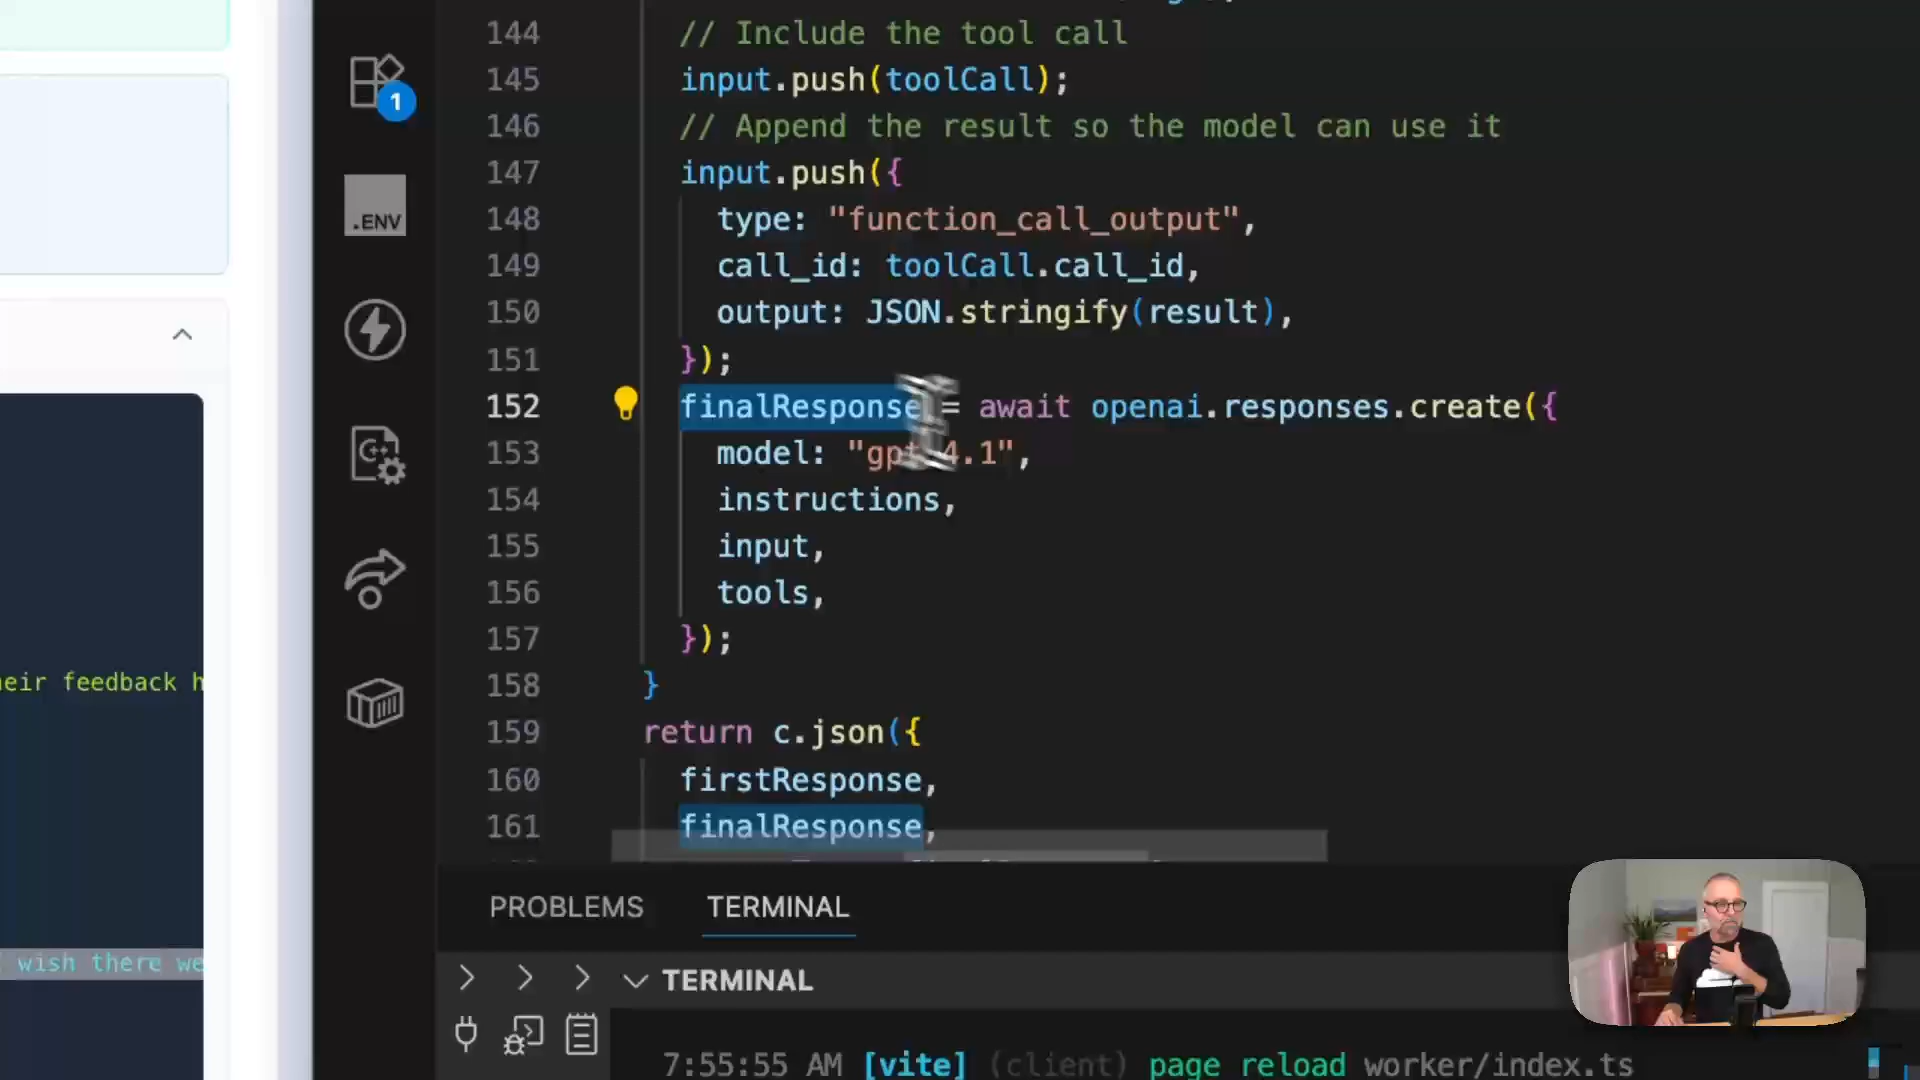 144 // Include the tool call
145 input.push(toolCall);
146 // Append the result so the model can use it
147 input.push({
148 type: "function_call_output",
149 call_id: toolCall.call_id,
150 output: JSON.stringify(result),
151 });
152 finalResponse = await openai.responses.create({
153 model: "gpt-4.1",
154 instructions,
155 input,
156 tools,
157 });
158 }
159 return c.json({
160 firstResponse,
161 finalResponse,
1
.ENV
C++
eir feedback h
wish there we
PROBLEMS TERMINAL
TERMINAL
7:55:55 AM [vite] (client) page reload worker/index.ts